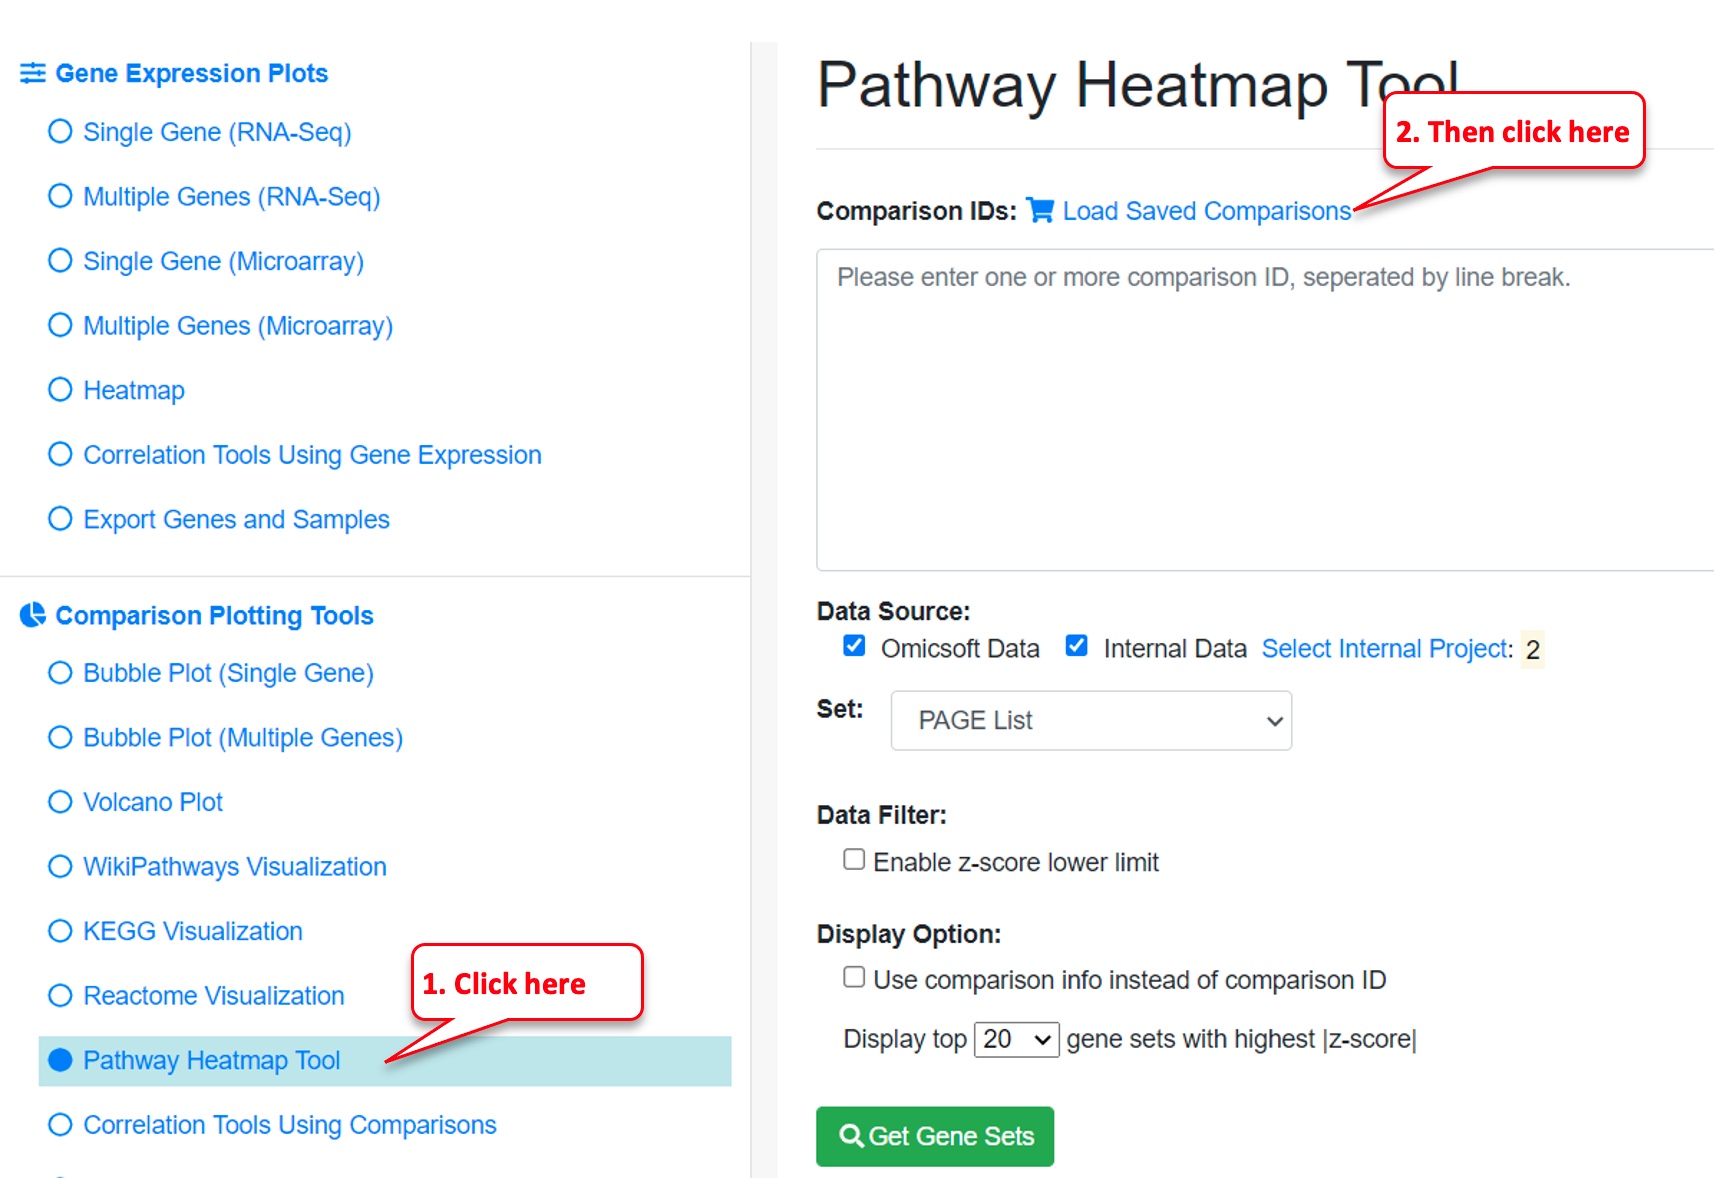 Gene Expression Plots
Single Gene (RNA-Seq)
Multiple Genes (RNA-Seq)
Single Gene (Microarray)
Multiple Genes (Microarray)
Heatmap
Correlation Tools Using Gene Expression
Export Genes and Samples
Comparison Plotting Tools
Bubble Plot (Single Gene)
Bubble Plot (Multiple Genes)
Volcano Plot
WikiPathways Visualization
KEGG Visualization
Reactome Visualization
1. Click here
Pathway Heatmap Tool
Correlation Tools Using Comparisons
Pathway Heatmap Tool
2. Then click here
Comparison IDs: Load Saved Comparisons
Please enter one or more comparison ID, seperated by line break.
Data Source:
Omicsoft Data Internal Data Select Internal Project: 2
Set: PAGE List
Data Filter:
Enable z-score lower limit
Display Option:
Use comparison info instead of comparison ID
Display top 20 gene sets with highest |z-score|
Get Gene Sets